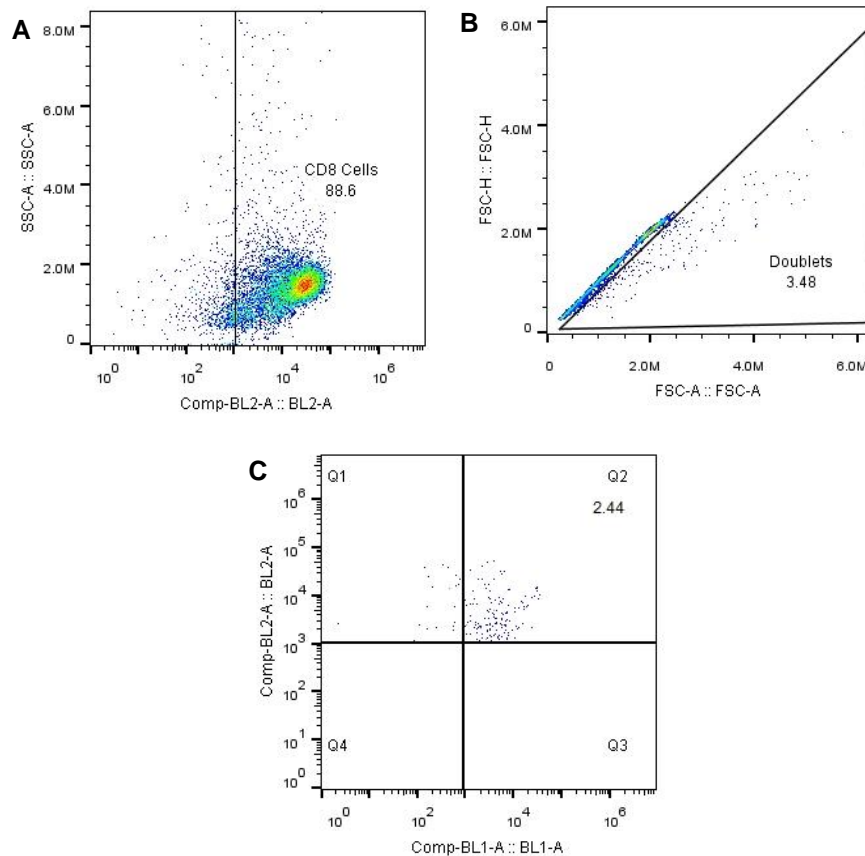 A
8.0M
6.0M
4.0M
2.0M
0
SSC-A :: SSC-A
CD8 Cells
88.6
10^0
10^2
10^4
10^6
Comp-BL2-A :: BL2-A
B
6.0M
4.0M
2.0M
0
FSC-H :: FSC-H
Doublets
3.48
0
2.0M
4.0M
6.0M
FSC-A :: FSC-A
C
Q1
Q2
2.44
10^6
10^5
10^4
10^3
10^2
10^1
10^0
Comp-BL2-A :: BL2-A
Q4
Q3
10^0
10^2
10^4
10^6
Comp-BL1-A :: BL1-A